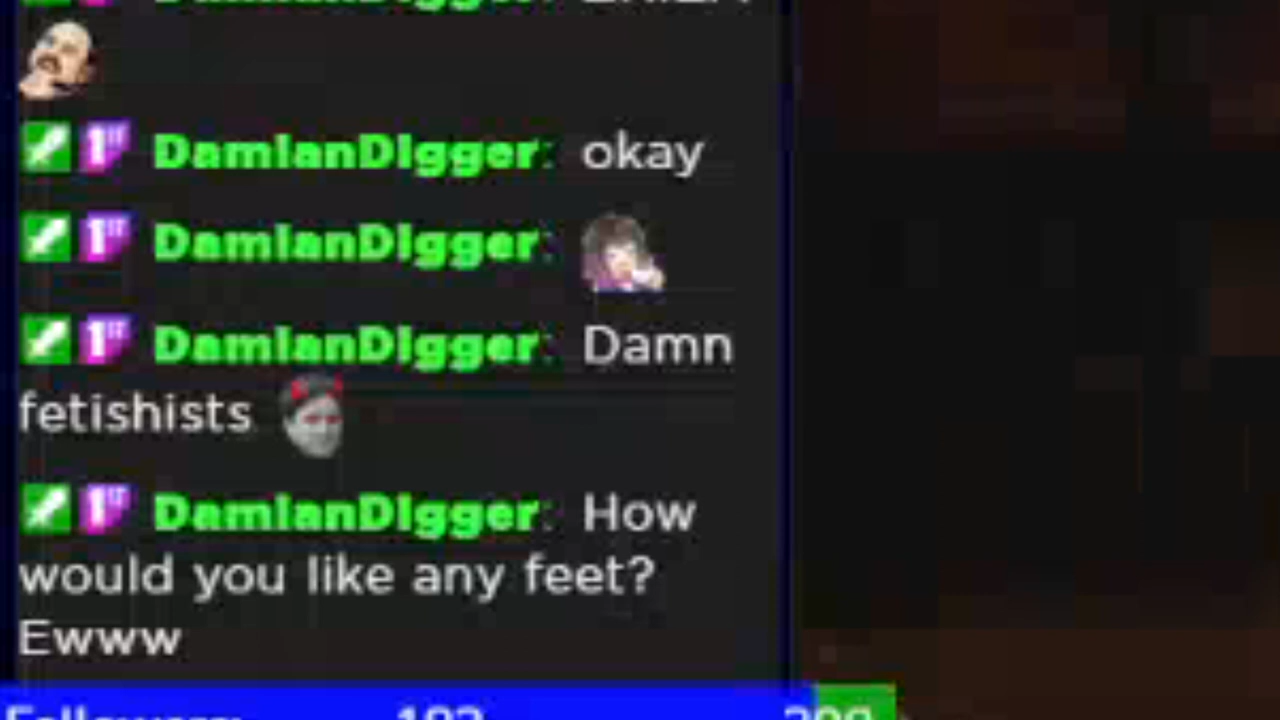 DamianDigger: okay
DamianDigger:
DamianDigger: Damn
fetishists
DamianDigger: How
would you like any feet?
Ewww